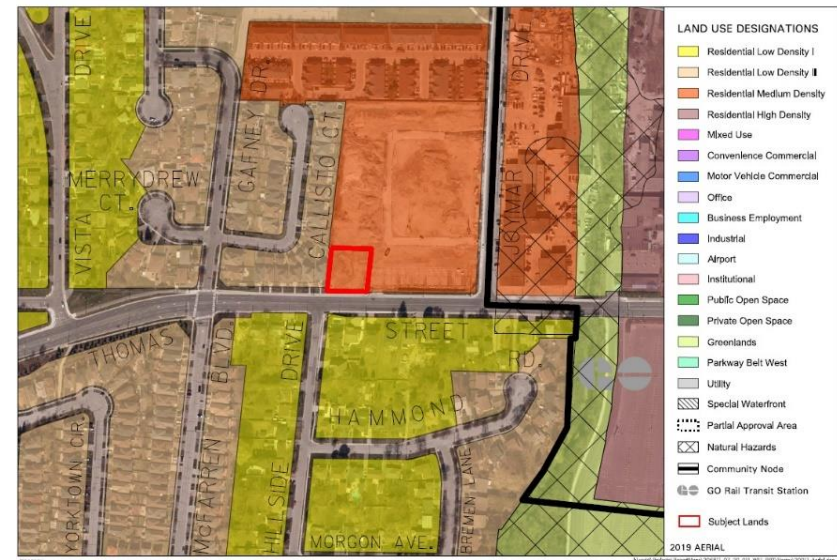 LAND USE DESIGNATIONS
Residential Low Density I
Residential Low Density II
Residential Medium Density
Residential High Density
Mixed Use
Convenience Commercial
Motor Vehicle Commercial
Office
Business Employment
Industrial
Airport
Institutional
Public Open Space
Private Open Space
Greenlands
Parkway Belt West
Utility
Special Waterfront
Partial Approval Area
Natural Hazards
Community Node
GO Rail Transit Station
Subject Lands
2019 AERIAL
DRIVE
VISTA
MERRYDREW
CT.
GAFNEY DR.
CALLISTO CT.
DRIVE
JOYMAR
THOMAS
STREET
MCFARREN
BLVD.
DRIVE
HILLSIDE
HAMMOND
RD.
YORKTOWN CR.
BREMEN LANE
MORGON AVE.